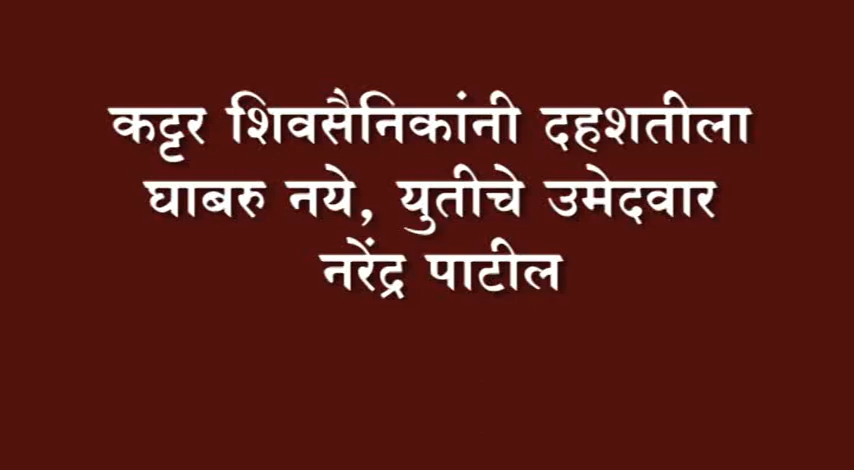 कट्टर शिवसैनिकांनी दहशतीला
घाबरु नये, युतीचे उमेदवार
नरेंद्र पाटील